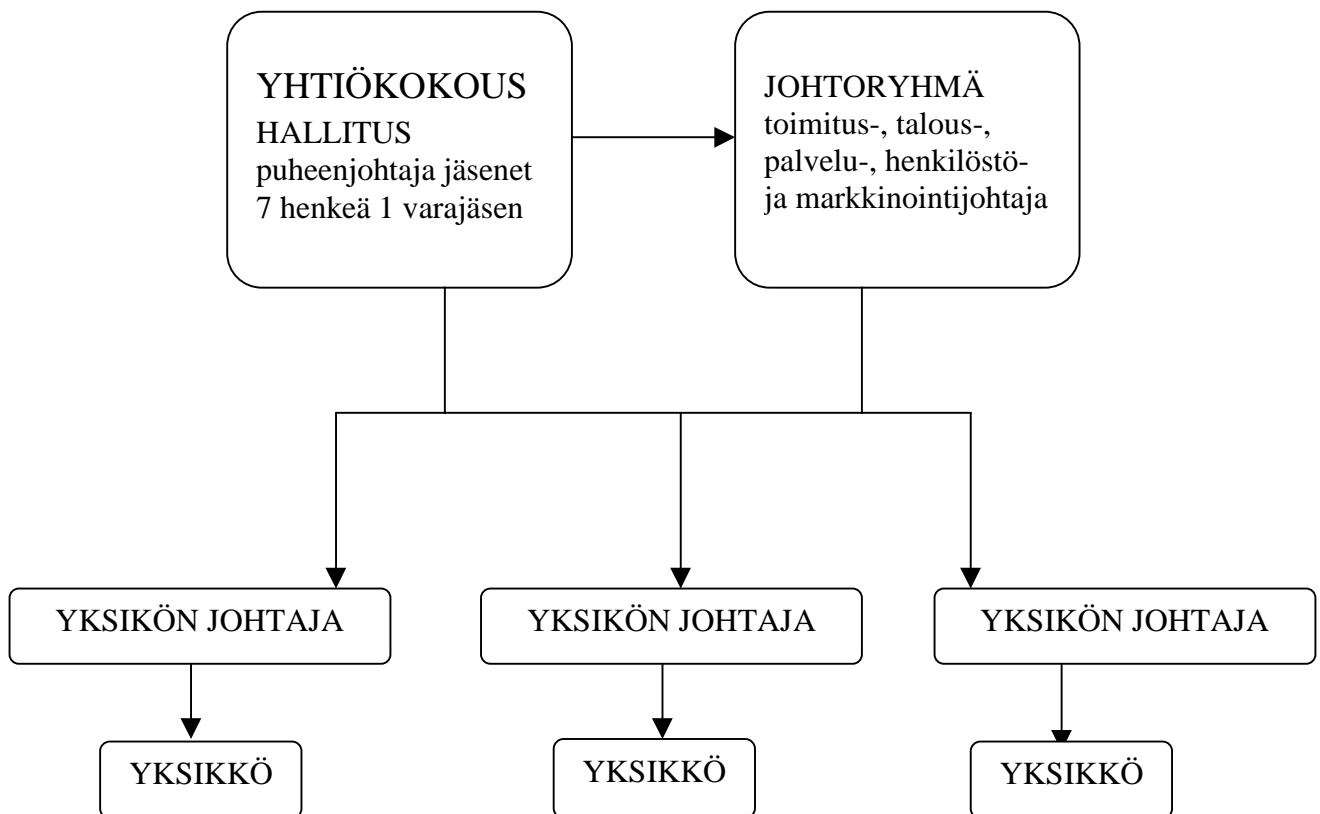 YHTIÖKOKOUS
HALLITUS
puheenjohtaja jäsenet
7 henkeä 1 varajäsen
JOHTORYHMÄ
toimitus-, talous-,
palvelu-, henkilöstö-
ja markkinointijohtaja
YKSIKÖN JOHTAJA
YKSIKÖN JOHTAJA
YKSIKÖN JOHTAJA
YKSIKKÖ
YKSIKKÖ
YKSIKKÖ